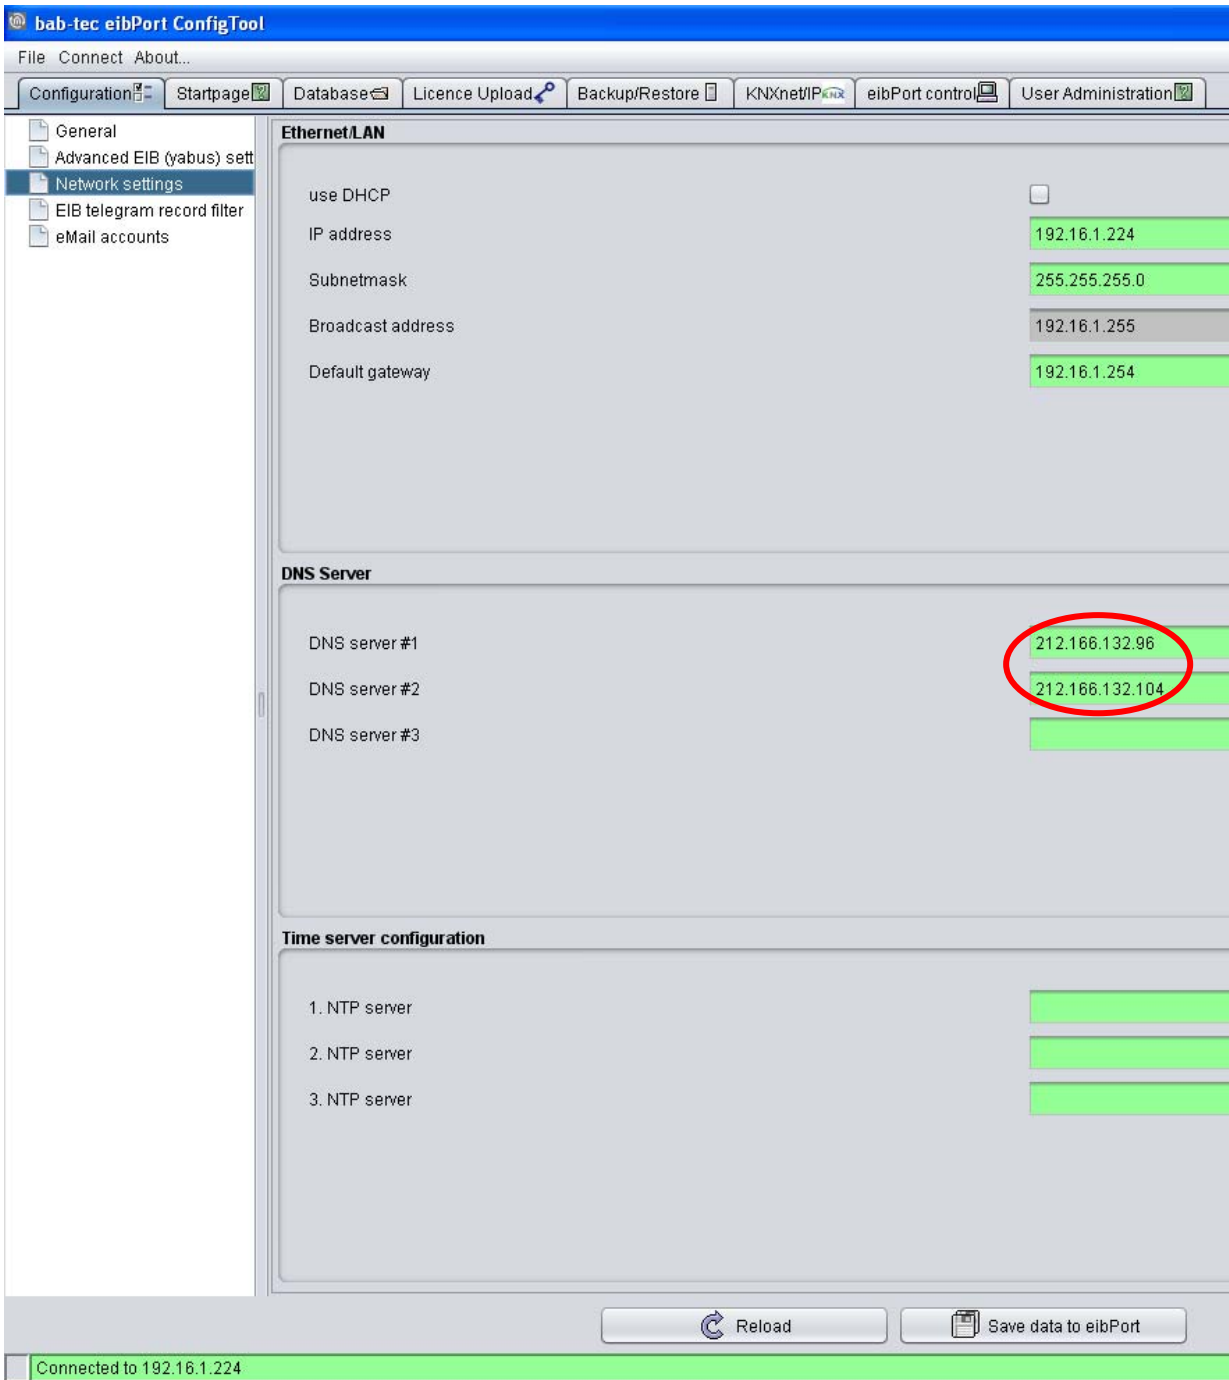 bab-tec eibPort ConfigTool
File Connect About...
Configuration Startpage Database Licence Upload Backup/Restore KNXnet/IP KNX eibPort control User Administration
General
Advanced EIB (yabus) sett
Network settings
EIB telegram record filter
eMail accounts
Ethernet/LAN
use DHCP
IP address 192.16.1.224
Subnetmask 255.255.255.0
Broadcast address 192.16.1.255
Default gateway 192.16.1.254
DNS Server
DNS server #1 212.166.132.96
DNS server #2 212.166.132.104
DNS server #3
Time server configuration
1. NTP server
2. NTP server
3. NTP server
Reload Save data to eibPort
Connected to 192.16.1.224